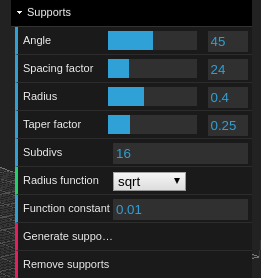 Supports
Angle 45
Spacing factor 24
Radius 0.4
Taper factor 0.25
Subdivs 16
Radius function sqrt
Function constant 0.01
Generate suppo...
Remove supports